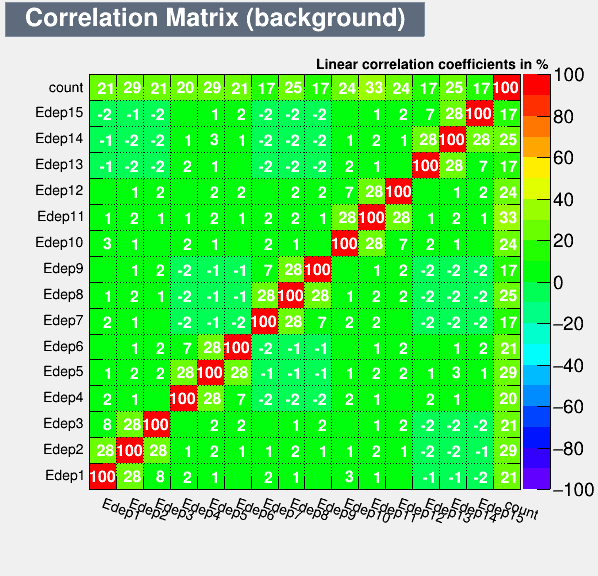 Correlation Matrix (background)
Linear correlation coefficients in %
count 21 29 21 20 29 21 17 25 17 24 33 24 17 25 17 100
Edep15 -2 -1 -2 1 2 -2 -2 -2 1 2 7 28 100 17
Edep14 -1 -2 -2 1 3 1 -2 -2 -2 1 2 1 28 100 28 25
Edep13 -1 -2 -2 2 1 -2 -2 -2 2 1 100 28 7 17
Edep12 1 2 2 2 2 2 7 28 100 1 2 24
Edep11 1 2 1 1 2 1 2 2 1 28 100 28 1 2 1 33
Edep10 3 1 2 1 2 1 100 28 7 2 1 24
Edep9 1 2 -2 -1 -1 7 28 100 1 2 -2 -2 -2 17
Edep8 1 2 1 -2 -1 -1 28 100 28 1 2 2 -2 -2 -2 25
Edep7 2 1 -2 -1 -2 100 28 7 2 2 -2 -2 -2 17
Edep6 1 2 7 28 100 -2 -1 -1 1 2 1 2 21
Edep5 1 2 2 28 100 28 -1 -1 -1 1 2 2 1 3 1 29
Edep4 2 1 100 28 7 -2 -2 -2 2 1 2 1 20
Edep3 8 28 100 2 2 1 2 1 2 -2 -2 -2 21
Edep2 28 100 28 1 2 1 1 2 1 1 2 1 -2 -2 -1 29
Edep1 100 28 8 2 1 2 1 3 1 -1 -1 -2 21
Edep1 Edep2 Edep3 Edep4 Edep5 Edep6 Edep7 Edep8 Edep9 Edep10 Edep11 Edep12 Edep13 Edep14 Edep15 count
100
80
60
40
20
0
−20
−40
−60
−80
−100